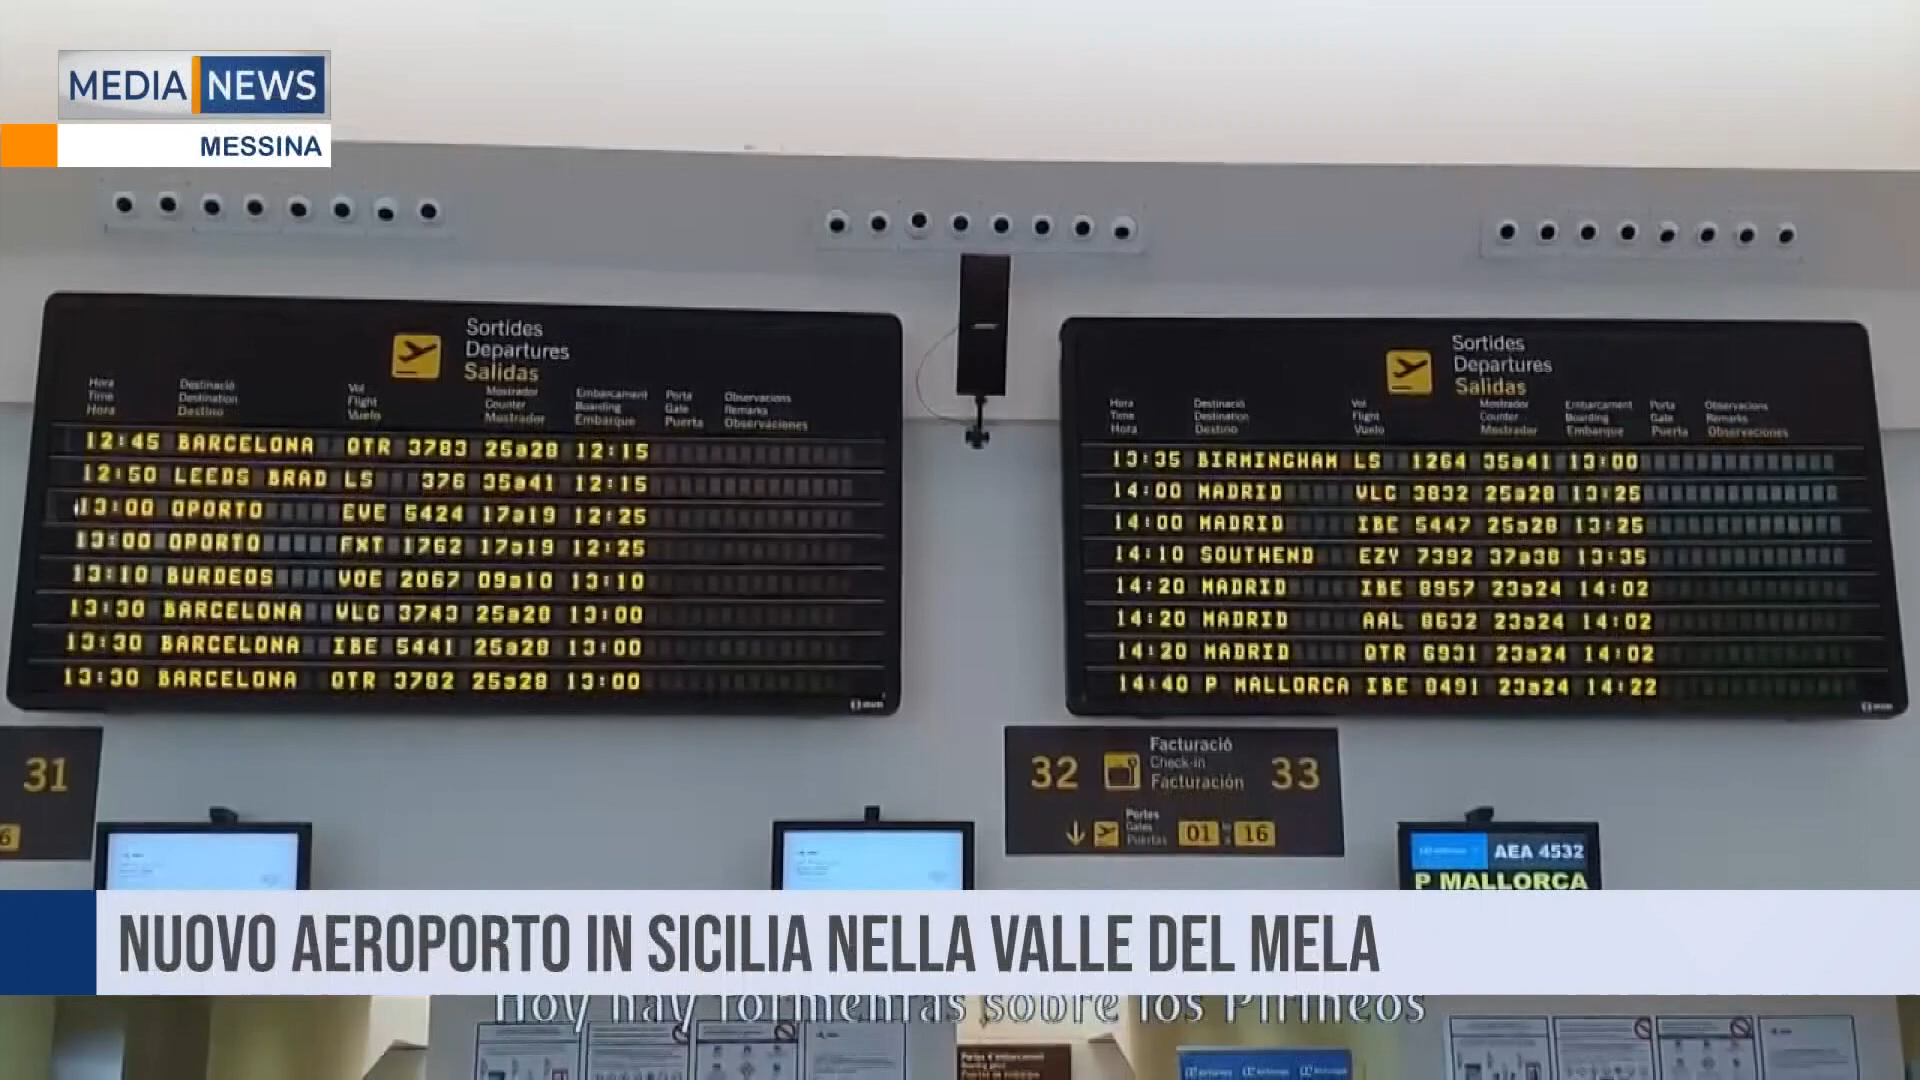 MEDIA NEWS
MESSINA
Sortides
Departures
Salidas
Hora Destinació Vol Mostrador Embarcament Porta Observacions
Time Destination Flight Counter Boarding Gate Remarks
Hora Destino Vuelo Mostrador Embarque Puerta Observaciones
12:45 BARCELONA QTR 3783 25a28 12:15
12:50 LEEDS BRAD LS 376 35a41 12:15
13:00 OPORTO EVE 5424 17a19 12:25
13:00 OPORTO FXT 1762 17a19 12:25
13:10 BURDEOS VOE 2067 09a10 13:10
13:30 BARCELONA VLG 3743 25a28 13:00
13:30 BARCELONA IBE 5441 25a28 13:00
13:30 BARCELONA QTR 3782 25a28 13:00
Sortides
Departures
Salidas
Hora Destinació Vol Mostrador Embarcament Porta Observacions
Time Destination Flight Counter Boarding Gate Remarks
Hora Destino Vuelo Mostrador Embarque Puerta Observaciones
13:35 BIRMINGHAM LS 1264 35a41 13:00
14:00 MADRID VLG 3832 25a28 13:25
14:00 MADRID IBE 5447 25a28 13:25
14:10 SOUTHEND EZY 7392 37a38 13:35
14:20 MADRID IBE 8957 23a24 14:02
14:20 MADRID AAL 8632 23a24 14:02
14:20 MADRID QTR 6931 23a24 14:02
14:40 P MALLORCA IBE 8491 23a24 14:22
31
6
32 Facturació 33
Check-in
Facturación
Portes
Gates
Puertas
01 16
AEA 4532
P MALLORCA
NUOVO AEROPORTO IN SICILIA NELLA VALLE DEL MELA
Hoy hay tormentas sobre los Pirineos